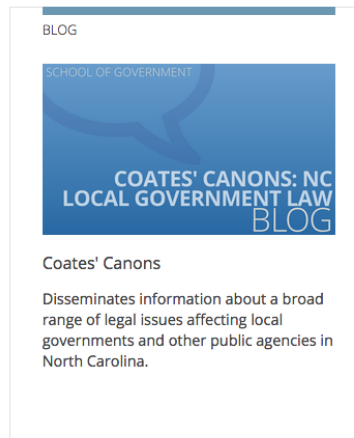 BLOG
SCHOOL OF GOVERNMENT
COATES' CANONS: NC
LOCAL GOVERNMENT LAW
BLOG
Coates' Canons
Disseminates information about a broad
range of legal issues affecting local
governments and other public agencies in
North Carolina.